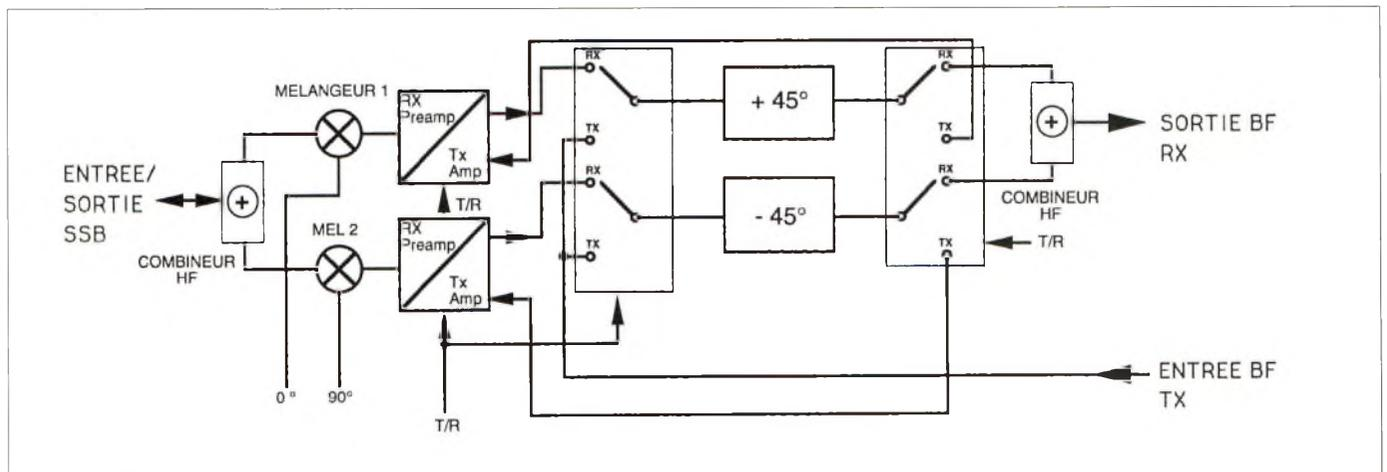 ENTREE/
SORTIE
SSB
COMBINEUR
HF
MELANGEUR 1
MEL 2
0°
90°
RX
Preamp
Tx
Amp
T/R
RX
Preamp
Tx
Amp
T/R
RX
TX
RX
TX
+ 45°
- 45°
RX
TX
RX
TX
T/R
+
+
COMBINEUR
HF
SORTIE BF
RX
ENTREE BF
TX